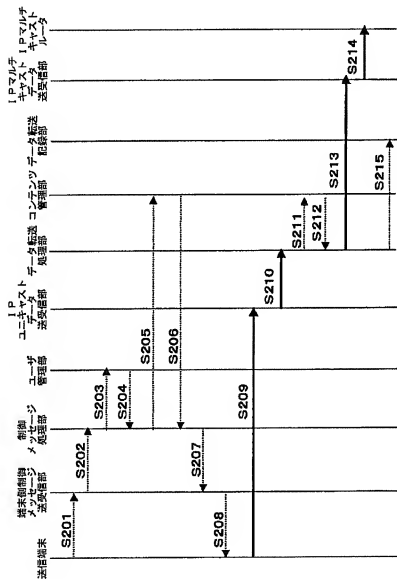 送信端末
端末側制御
メッセージ
送受信部
制御
メッセージ
処理部
ユーザ
管理部
IP
ユニキャスト
データ
送受信部
データ転送
処理部
コンテンツ
管理部
データ転送
記録部
IPマルチ
キャスト
データ
送受信部
IPマルチ
キャスト
ルータ
S201
S202
S203
S204
S205
S206
S207
S208
S209
S210
S211
S212
S213
S214
S215